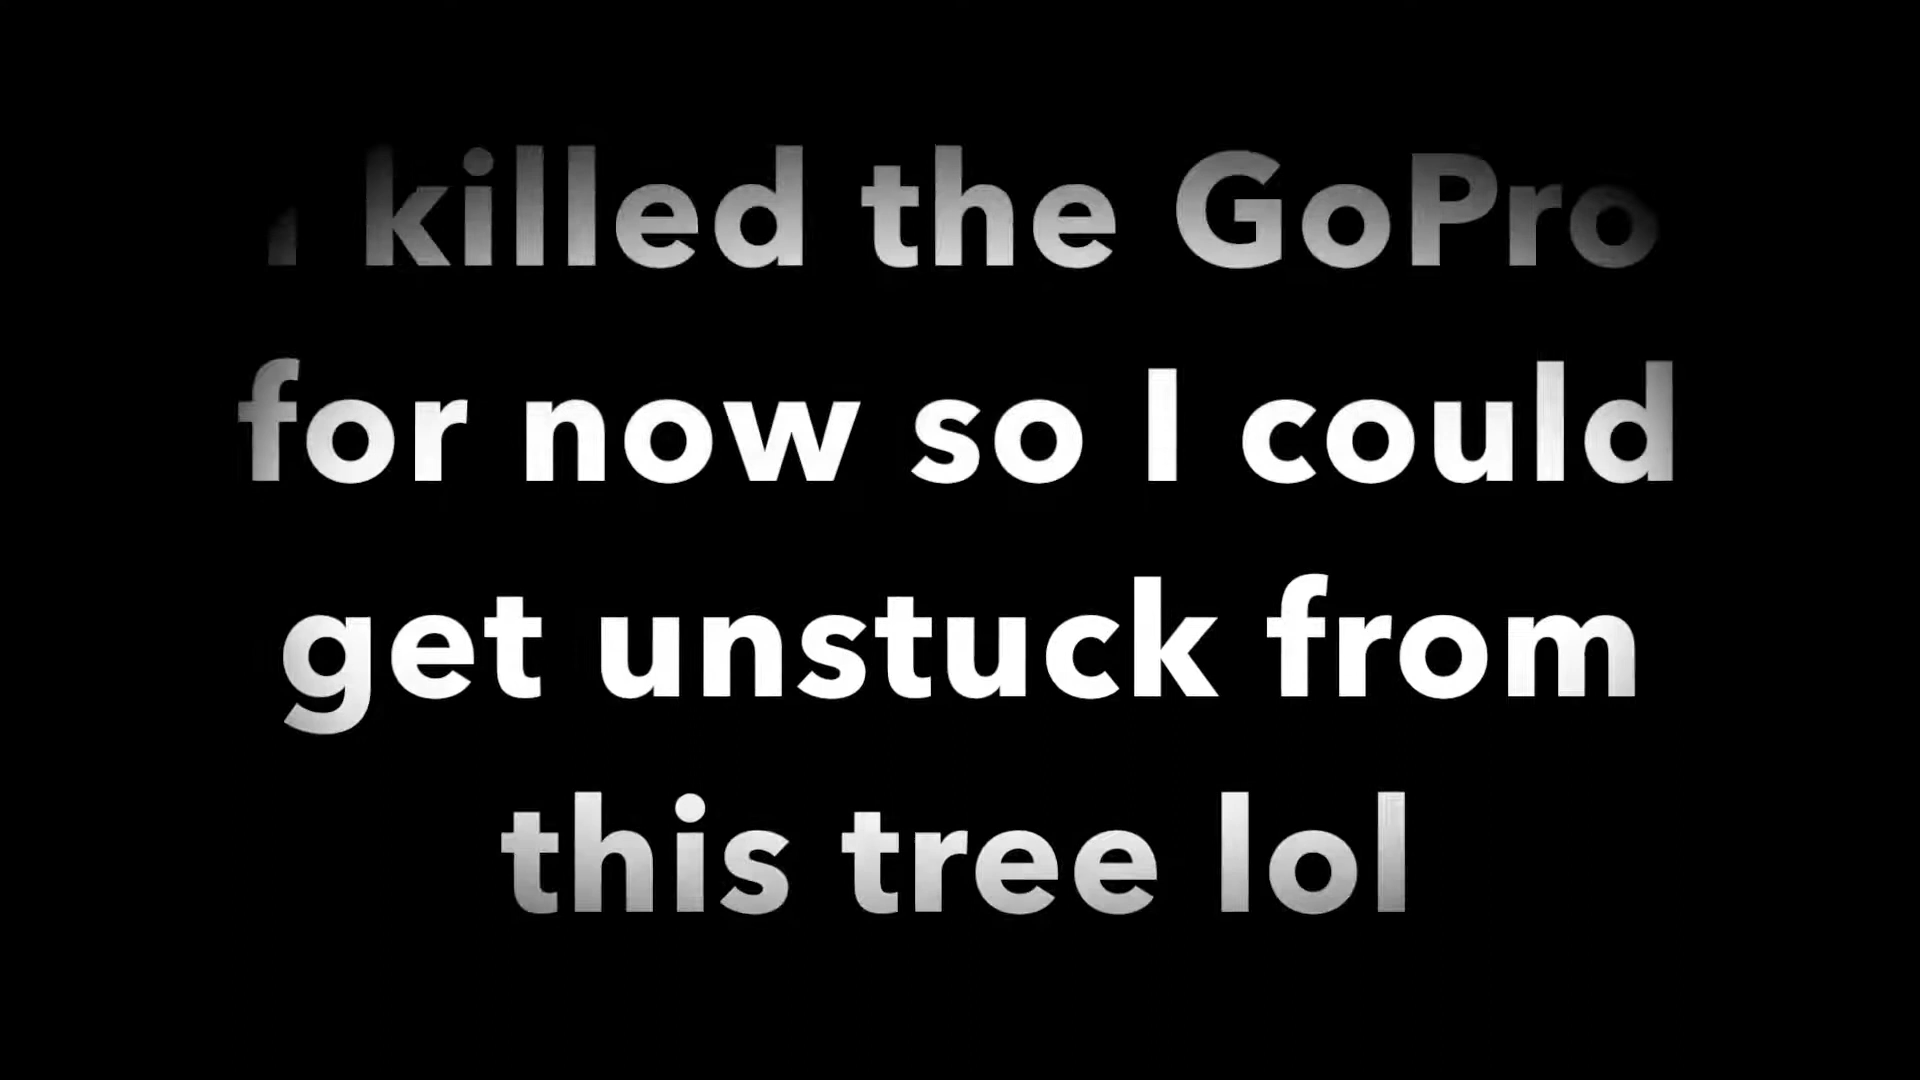 I killed the GoPro
for now so I could
get unstuck from
this tree lol